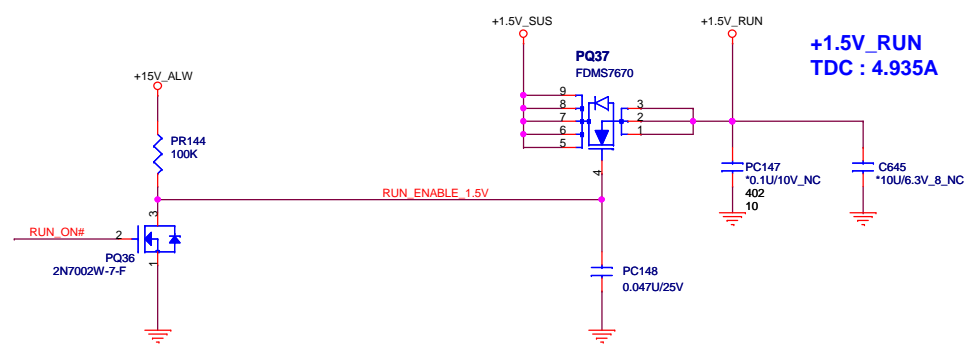 +1.5V_SUS
+1.5V_RUN
+1.5V_RUN
TDC : 4.935A
PQ37
FDMS7670
+15V_ALW
9
8
7
6
5
3
2
1
4
PR144
100K
PC147
*0.1U/10V_NC
402
10
C645
*10U/6.3V_8_NC
RUN_ENABLE_1.5V
3
RUN_ON#
2
1
PQ36
2N7002W-7-F
PC148
0.047U/25V